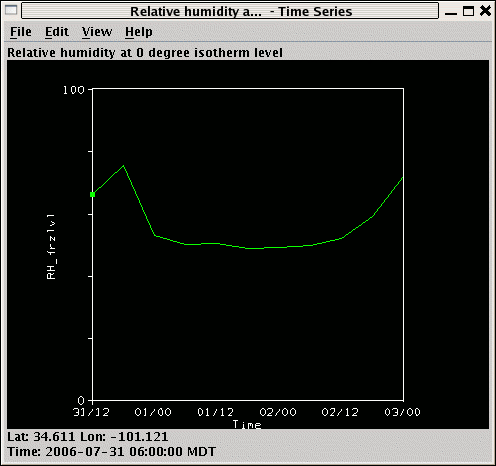 Relative humidity a... - Time Series
File Edit View Help
Relative humidity at 0 degree isotherm level
100
RH_frzlvl
0
31/12 01/00 01/12 02/00 02/12 03/00
Time
Lat: 34.611 Lon: -101.121
Time: 2006-07-31 06:00:00 MDT